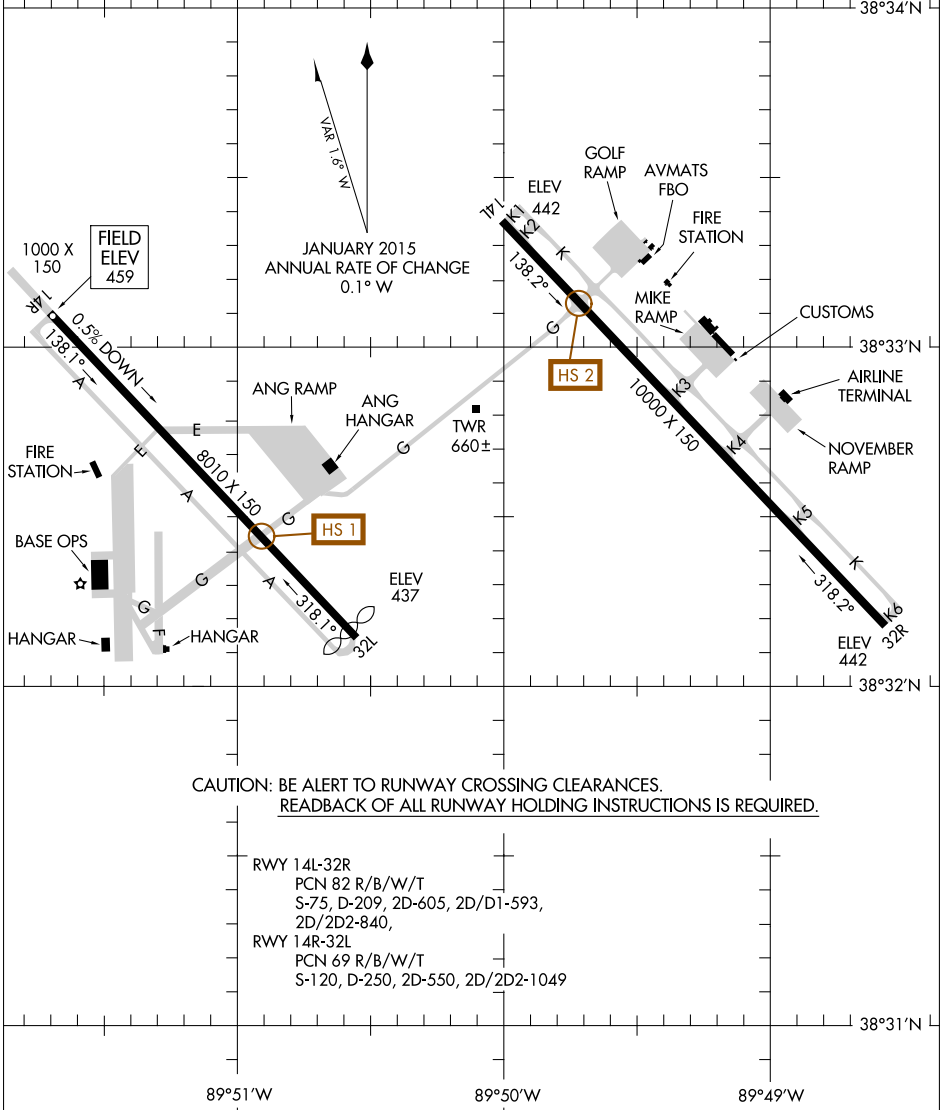 38°34'N
VAR 1.6° W
JANUARY 2015
ANNUAL RATE OF CHANGE
0.1° W
GOLF
RAMP
AVMATS
FBO
FIRE
STATION
ELEV
442
14L
K1
K2
K
138.2°
G
HS 2
MIKE
RAMP
CUSTOMS
38°33'N
AIRLINE
TERMINAL
NOVEMBER
RAMP
10000 X 150
K3
K4
K5
K
K6
318.2°
32R
ELEV
442
1000 X
150
FIELD
ELEV
459
14R
0.5% DOWN
138.1°
A
E
E
ANG RAMP
ANG
HANGAR
TWR
660±
G
FIRE
STATION
8010 X 150
A
G
HS 1
BASE OPS
G
A
318.1°
ELEV
437
32L
G
F
HANGAR
HANGAR
38°32'N
CAUTION: BE ALERT TO RUNWAY CROSSING CLEARANCES.
READBACK OF ALL RUNWAY HOLDING INSTRUCTIONS IS REQUIRED.
RWY 14L-32R
PCN 82 R/B/W/T
S-75, D-209, 2D-605, 2D/D1-593,
2D/2D2-840,
RWY 14R-32L
PCN 69 R/B/W/T
S-120, D-250, 2D-550, 2D/2D2-1049
38°31'N
89°51'W
89°50'W
89°49'W